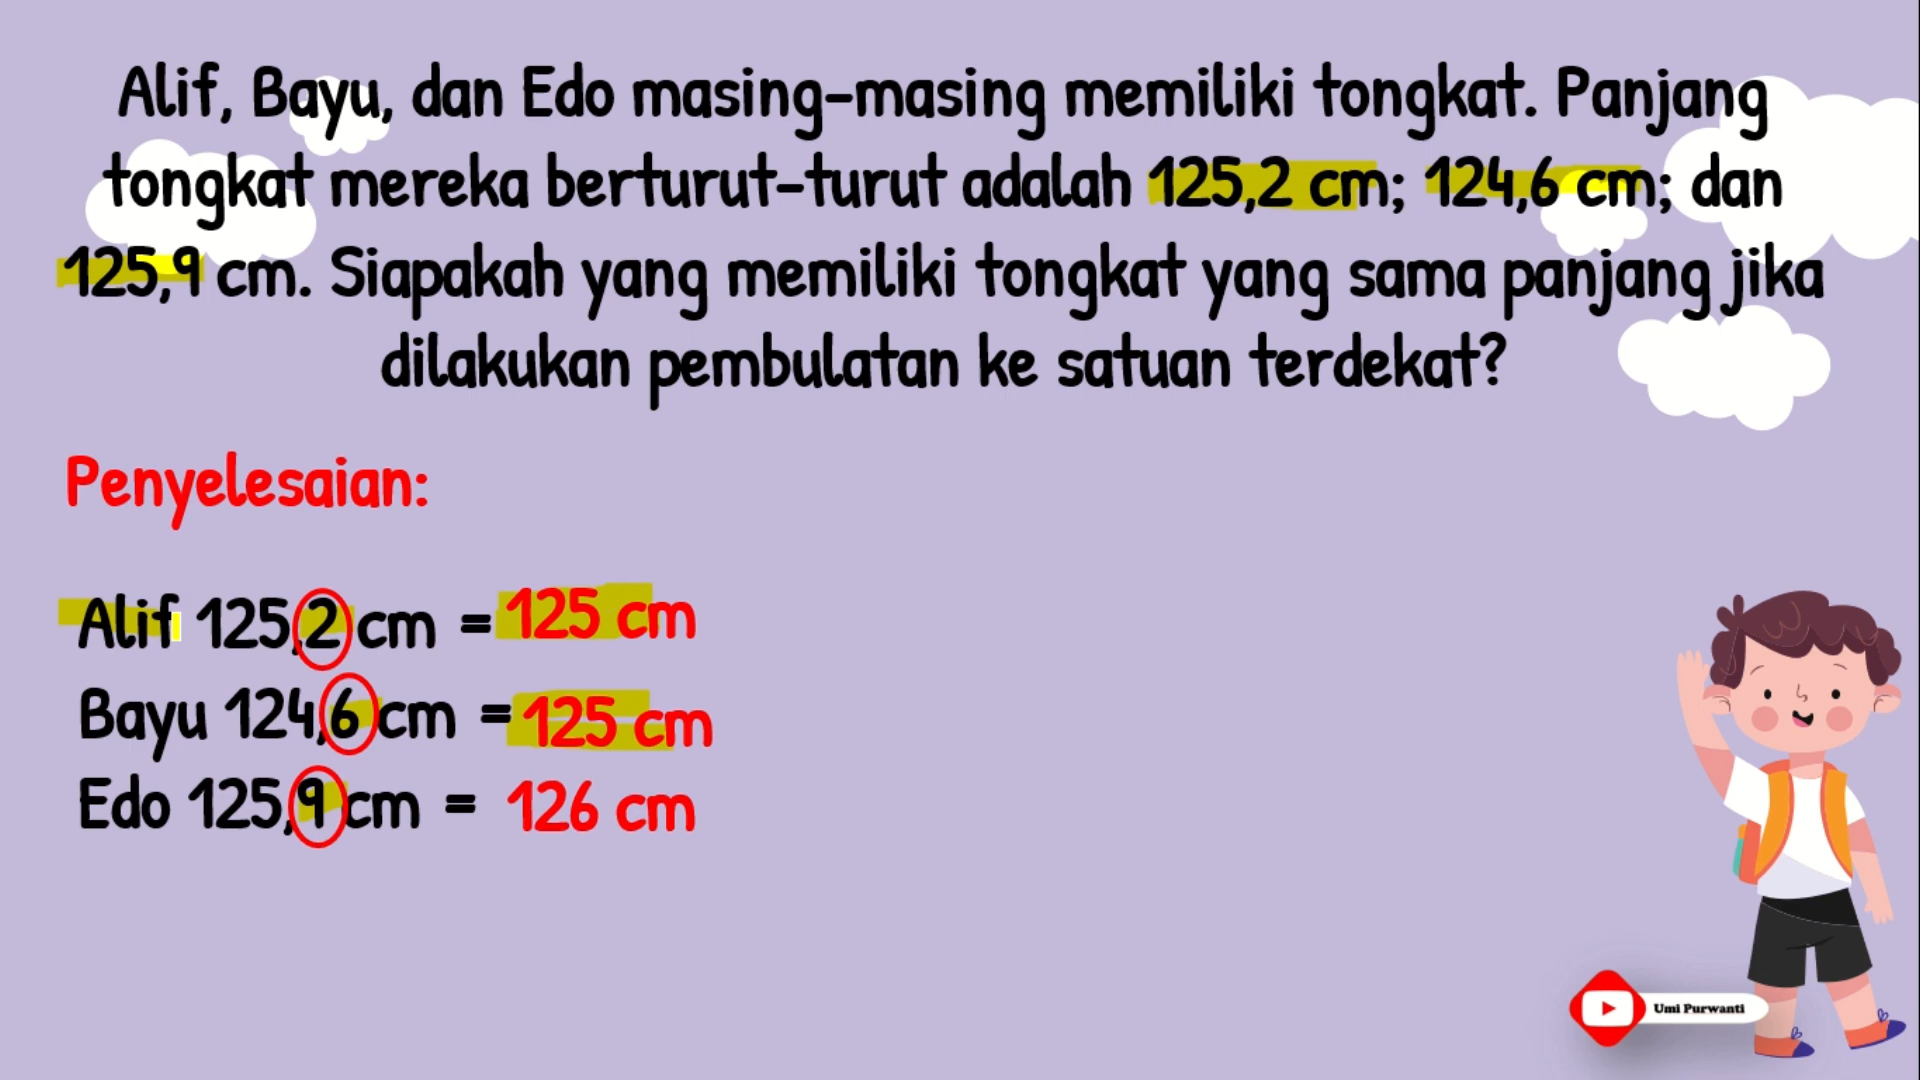 Alif, Bayu, dan Edo masing-masing memiliki tongkat. Panjang
tongkat mereka berturut-turut adalah 125,2 cm; 124,6 cm; dan
125,9 cm. Siapakah yang memiliki tongkat yang sama panjang jika
dilakukan pembulatan ke satuan terdekat?
Penyelesaian:
Alif 125,2 cm = 125 cm
Bayu 124,6 cm = 125 cm
Edo 125,9 cm = 126 cm
Umi Purwanti